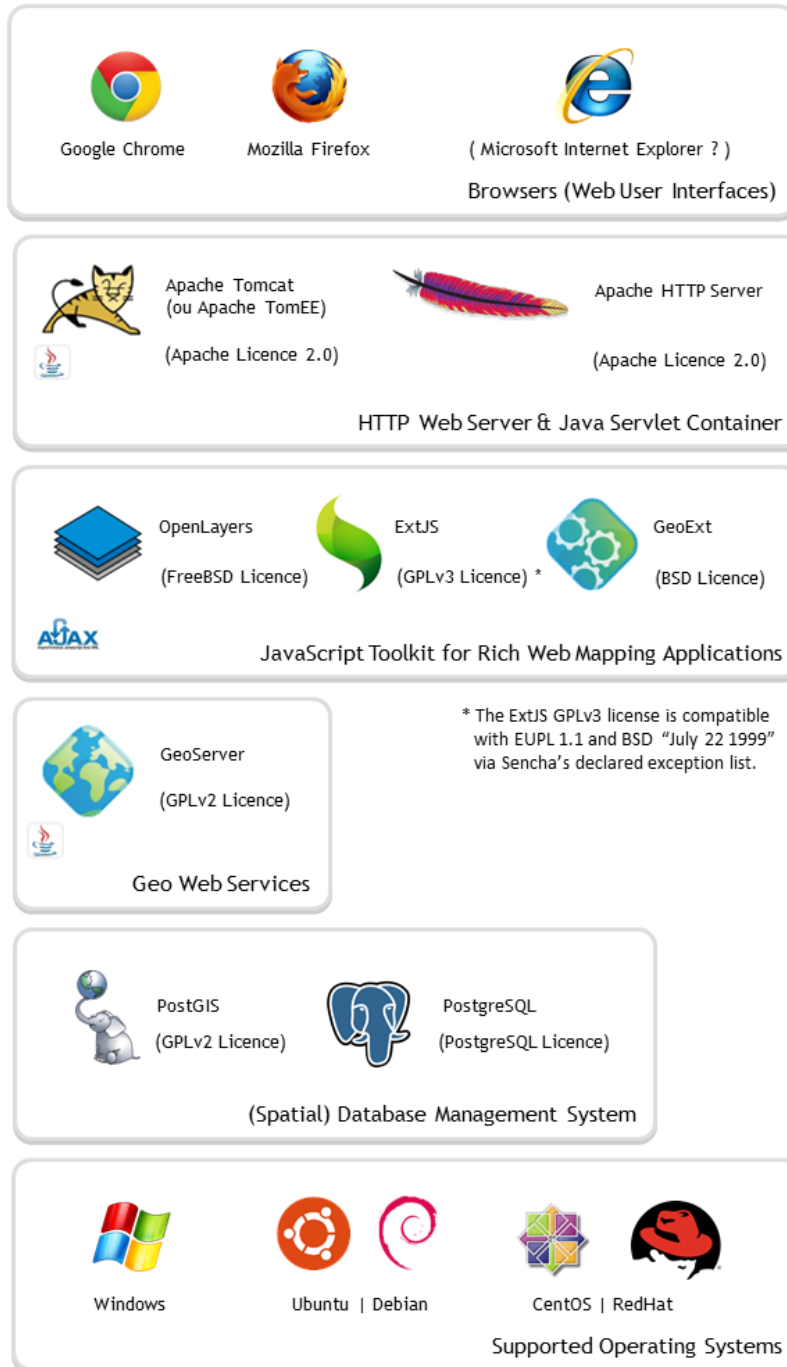 Google Chrome
Mozilla Firefox
( Microsoft Internet Explorer ? )
Browsers (Web User Interfaces)
Apache Tomcat
(ou Apache TomEE)
(Apache Licence 2.0)
Apache HTTP Server
(Apache Licence 2.0)
HTTP Web Server & Java Servlet Container
OpenLayers
(FreeBSD Licence)
ExtJS
(GPLv3 Licence) *
GeoExt
(BSD Licence)
AJAX
JavaScript Toolkit for Rich Web Mapping Applications
* The ExtJS GPLv3 license is compatible
with EUPL 1.1 and BSD “July 22 1999”
via Sencha’s declared exception list.
GeoServer
(GPLv2 Licence)
Geo Web Services
PostGIS
(GPLv2 Licence)
PostgreSQL
(PostgreSQL Licence)
(Spatial) Database Management System
Windows
Ubuntu | Debian
CentOS | RedHat
Supported Operating Systems